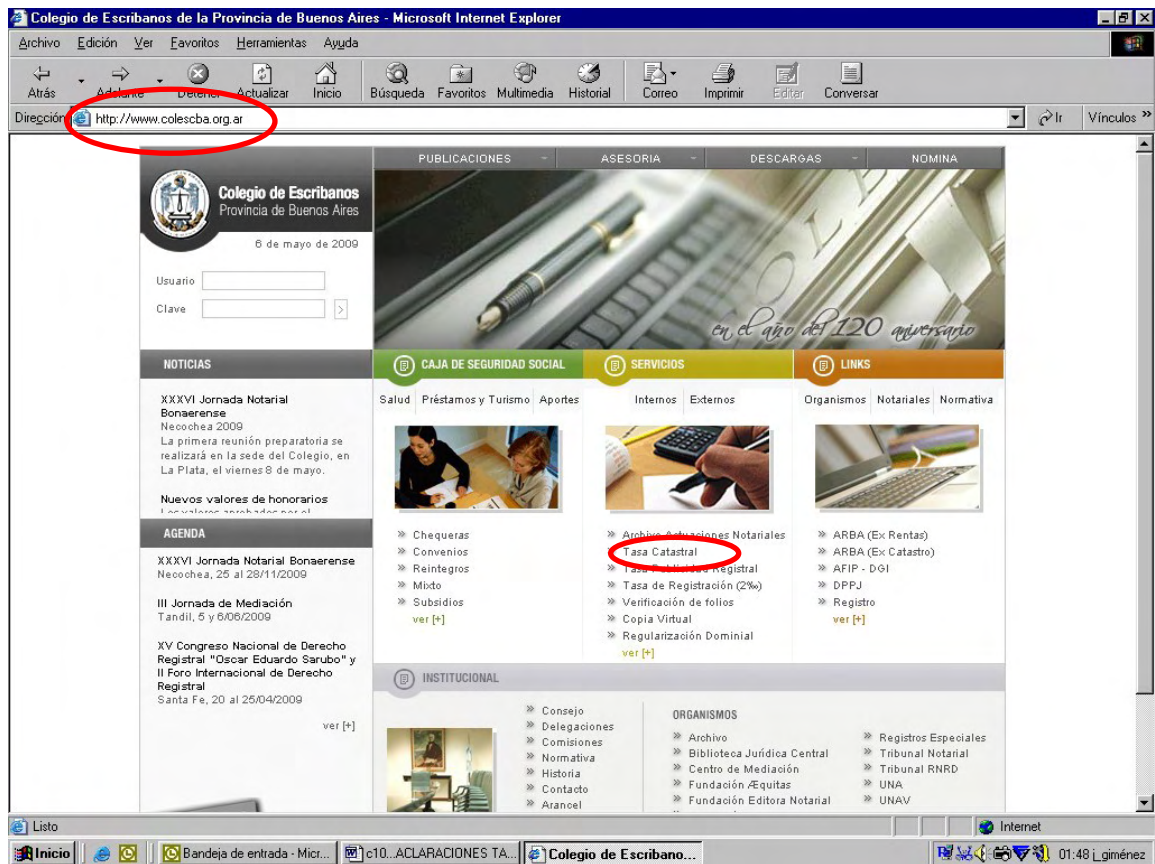 Colegio de Escribanos de la Provincia de Buenos Aires - Microsoft Internet Explorer
Archivo Edición Ver Favoritos Herramientas Ayuda
Atrás Adelante Detener Actualizar Inicio Búsqueda Favoritos Multimedia Historial Correo Imprimir Editar Conversar
Dirección http://www.colescba.org.ar Ir Vínculos »
PUBLICACIONES ASESORIA DESCARGAS NOMINA
Colegio de Escribanos
Provincia de Buenos Aires
6 de mayo de 2009
Usuario
Clave >
en el año del 120 aniversario
NOTICIAS
XXXVI Jornada Notarial
Bonaerense
Necochea 2009
La primera reunión preparatoria se
realizará en la sede del Colegio, en
La Plata, el viernes 8 de mayo.
Nuevos valores de honorarios
Los valores aprobados por el
AGENDA
XXXVI Jornada Notarial Bonaerense
Necochea, 25 al 28/11/2009
III Jornada de Mediación
Tandil, 5 y 6/06/2009
XV Congreso Nacional de Derecho
Registral "Oscar Eduardo Sarubo" y
II Foro Internacional de Derecho
Registral
Santa Fe, 20 al 25/04/2009
ver [+]
CAJA DE SEGURIDAD SOCIAL
Salud Préstamos y Turismo Aportes
» Chequeras
» Convenios
» Reintegros
» Mixto
» Subsidios
ver [+]
SERVICIOS
Internos Externos
» Archivo Actuaciones Notariales
Tasa Catastral
» Tasa Publicidad Registral
» Tasa de Registración (2‰)
» Verificación de folios
» Copia Virtual
» Regularización Dominial
ver [+]
LINKS
Organismos Notariales Normativa
» ARBA (Ex Rentas)
» ARBA (Ex Catastro)
» AFIP - DGI
» DPPJ
» Registro
ver [+]
INSTITUCIONAL
» Consejo
» Delegaciones
» Comisiones
» Normativa
» Historia
» Contacto
» Arancel
ORGANISMOS
» Archivo
» Biblioteca Jurídica Central
» Centro de Mediación
» Fundación Æquitas
» Fundación Editora Notarial
» Registros Especiales
» Tribunal Notarial
» Tribunal RNRD
» UNA
» UNAV
Listo Internet
Inicio Bandeja de entrada - Micr... c10...ACLARACIONES TA... Colegio de Escribano... 01:48 j_giménez